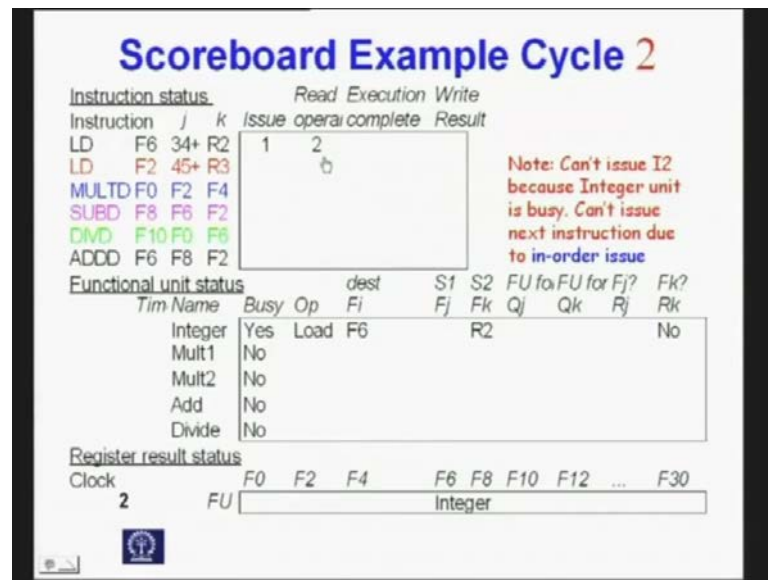 Scoreboard Example Cycle 2
Instruction status Read Execution Write
Instruction j k Issue operai complete Result
LD F6 34+ R2 1 2
LD F2 45+ R3
MULTD F0 F2 F4
SUBD F8 F6 F2
DIVD F10 F0 F6
ADDD F6 F8 F2
Note: Can't issue I2
because Integer unit
is busy. Can't issue
next instruction due
to in-order issue
Functional unit status dest S1 S2 FU fo FU for Fj? Fk?
Tim Name Busy Op Fi Fj Fk Qj Qk Rj Rk
Integer Yes Load F6 R2 No
Mult1 No
Mult2 No
Add No
Divide No
Register result status
Clock F0 F2 F4 F6 F8 F10 F12 ... F30
2 FU Integer